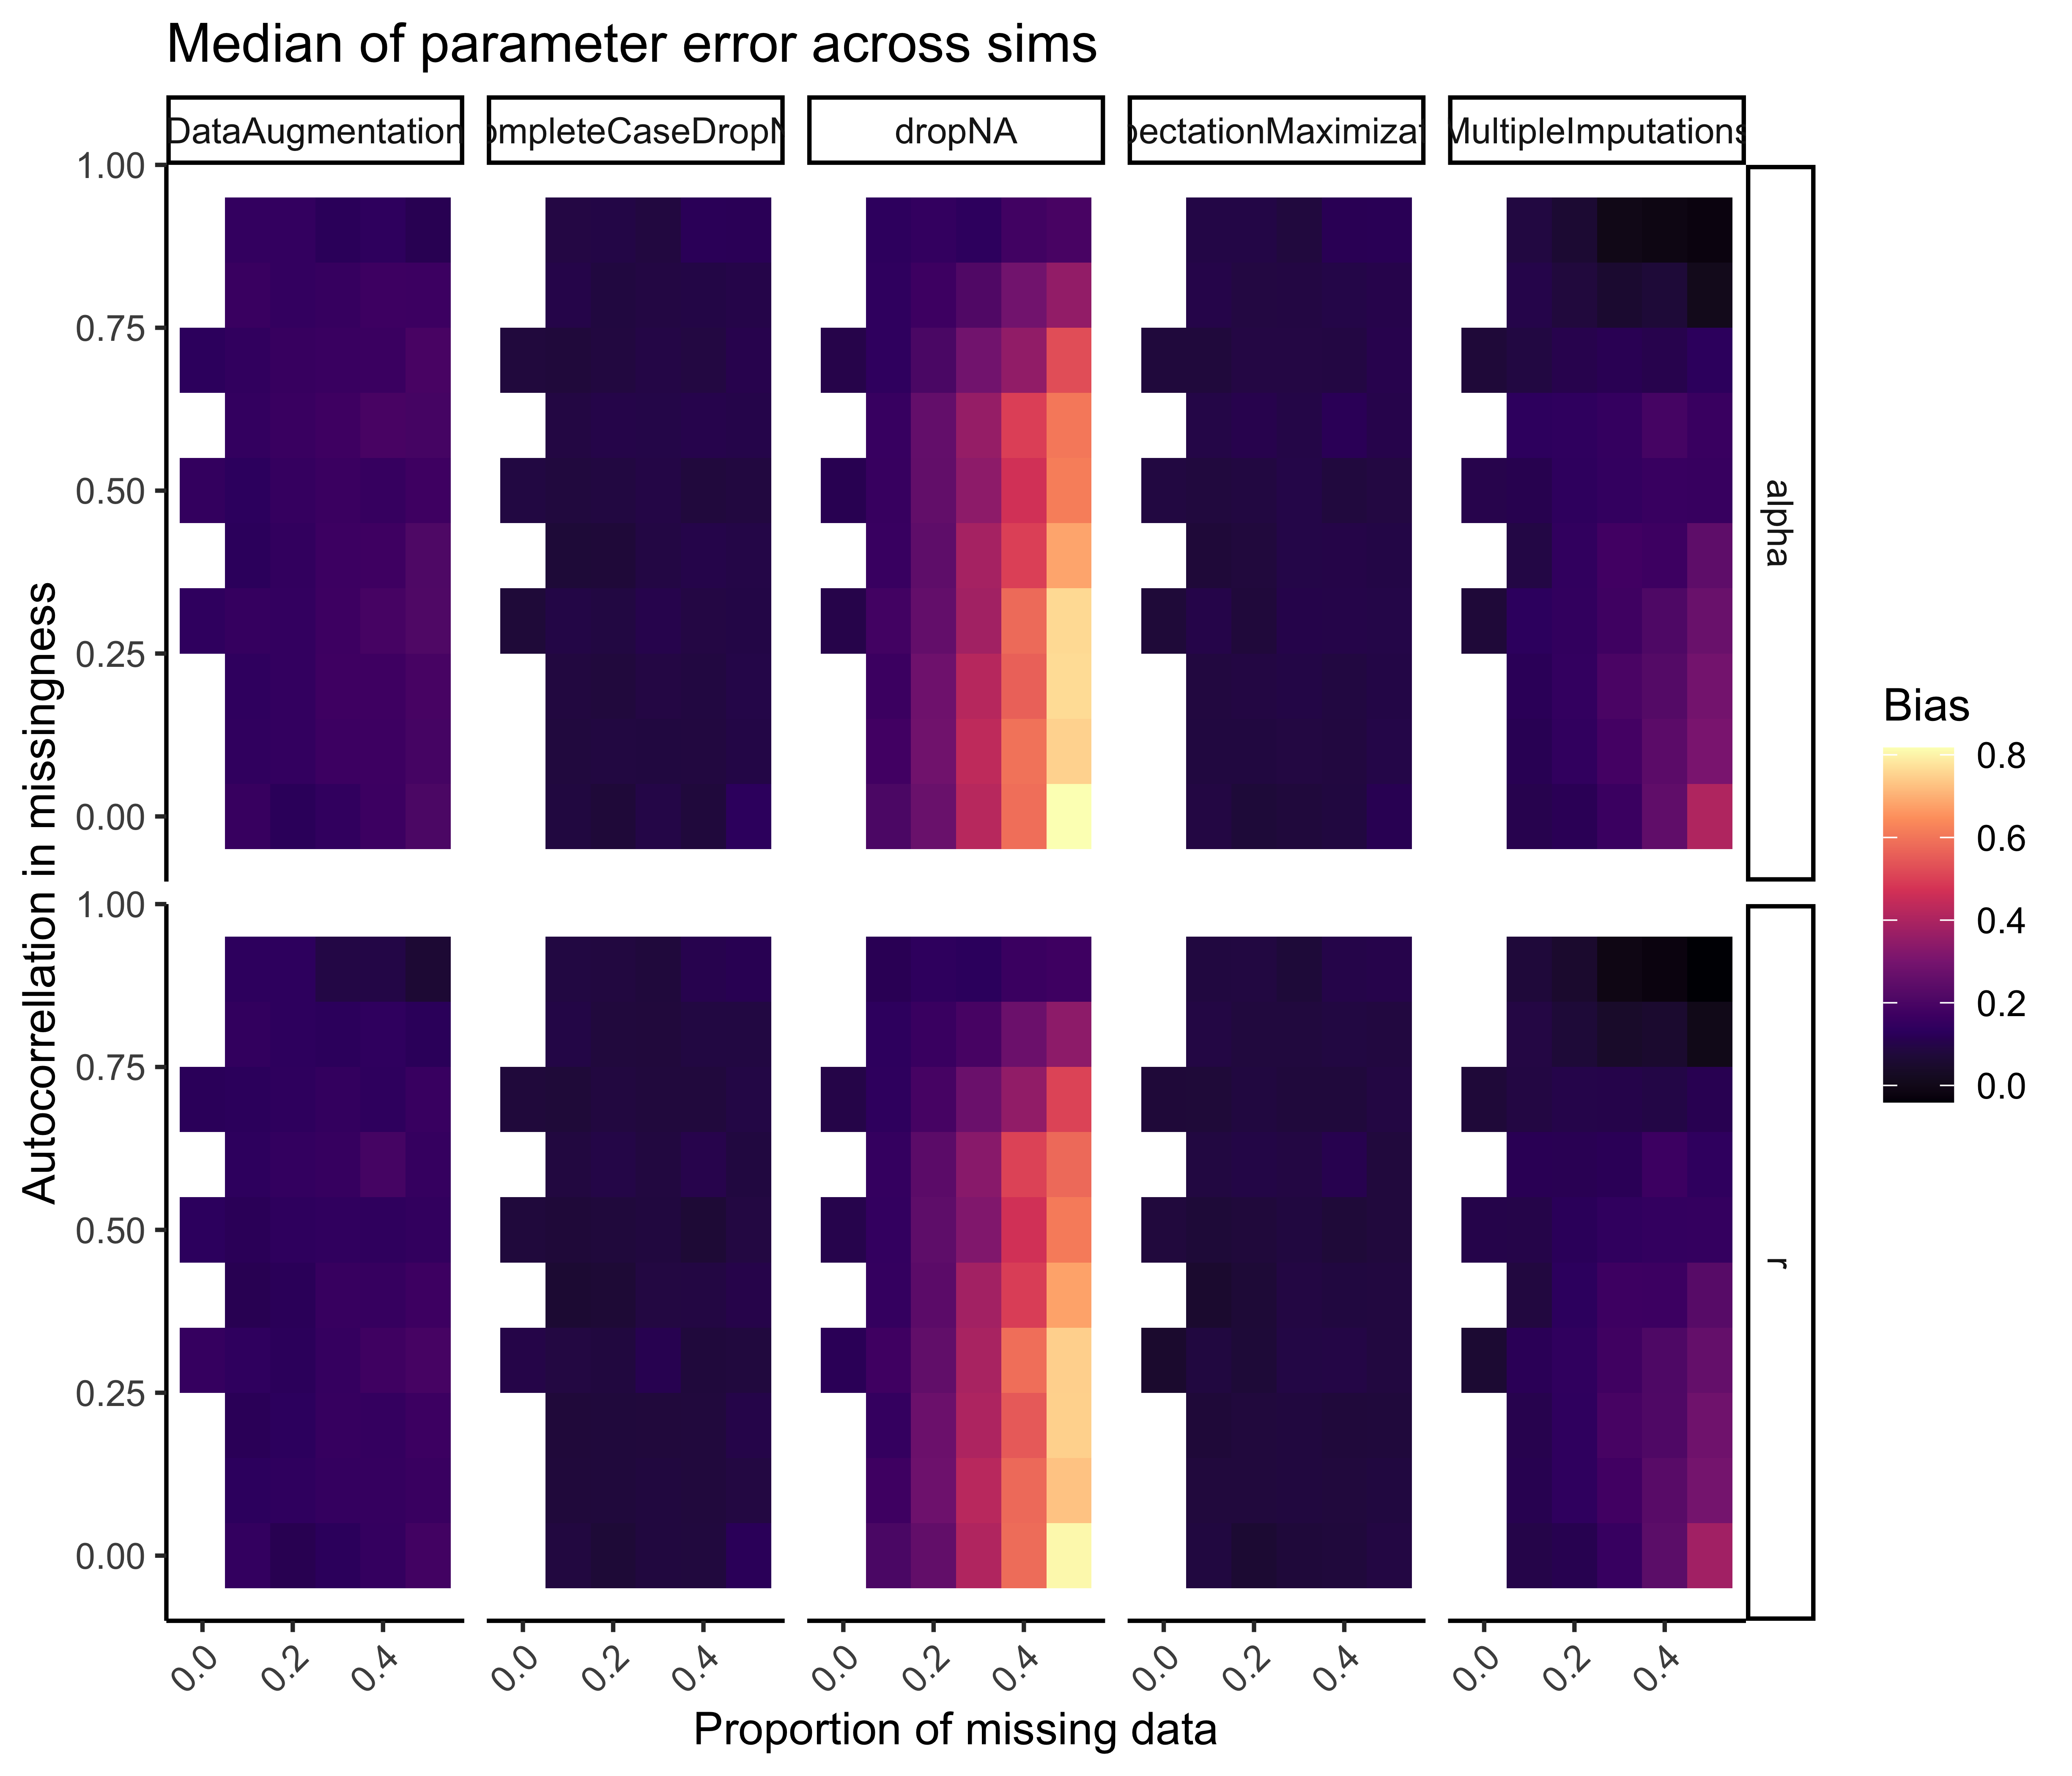 Median of parameter error across sims
DataAugmentation
ompleteCaseDropN
dropNA
pectationMaximizat
MultipleImputations
1.00
0.75
0.50
0.25
0.00
alpha
1.00
0.75
0.50
0.25
0.00
r
Autocorrellation in missingness
0.0 0.2 0.4
0.0 0.2 0.4
0.0 0.2 0.4
0.0 0.2 0.4
0.0 0.2 0.4
Proportion of missing data
Bias
0.8
0.6
0.4
0.2
0.0